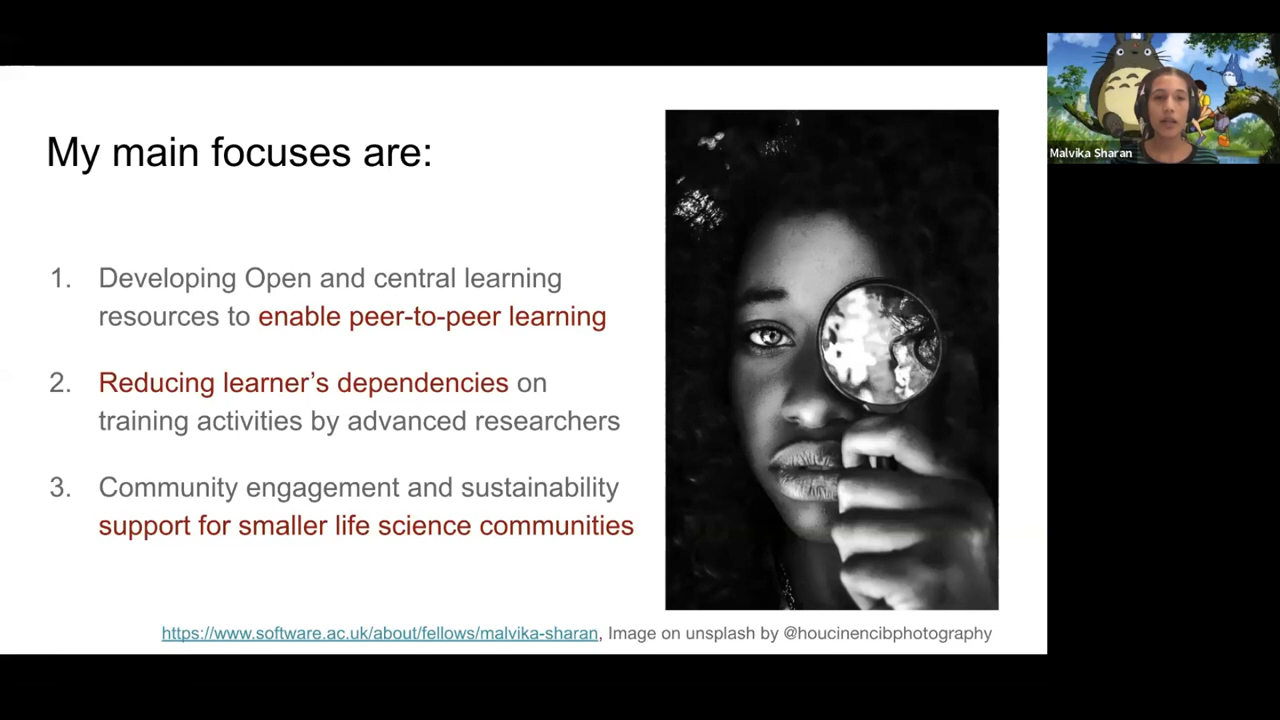 My main focuses are:
1. Developing Open and central learning
resources to enable peer-to-peer learning
2. Reducing learner’s dependencies on
training activities by advanced researchers
3. Community engagement and sustainability
support for smaller life science communities
https://www.software.ac.uk/about/fellows/malvika-sharan, Image on unsplash by @houcinencibphotography
Malvika Sharan